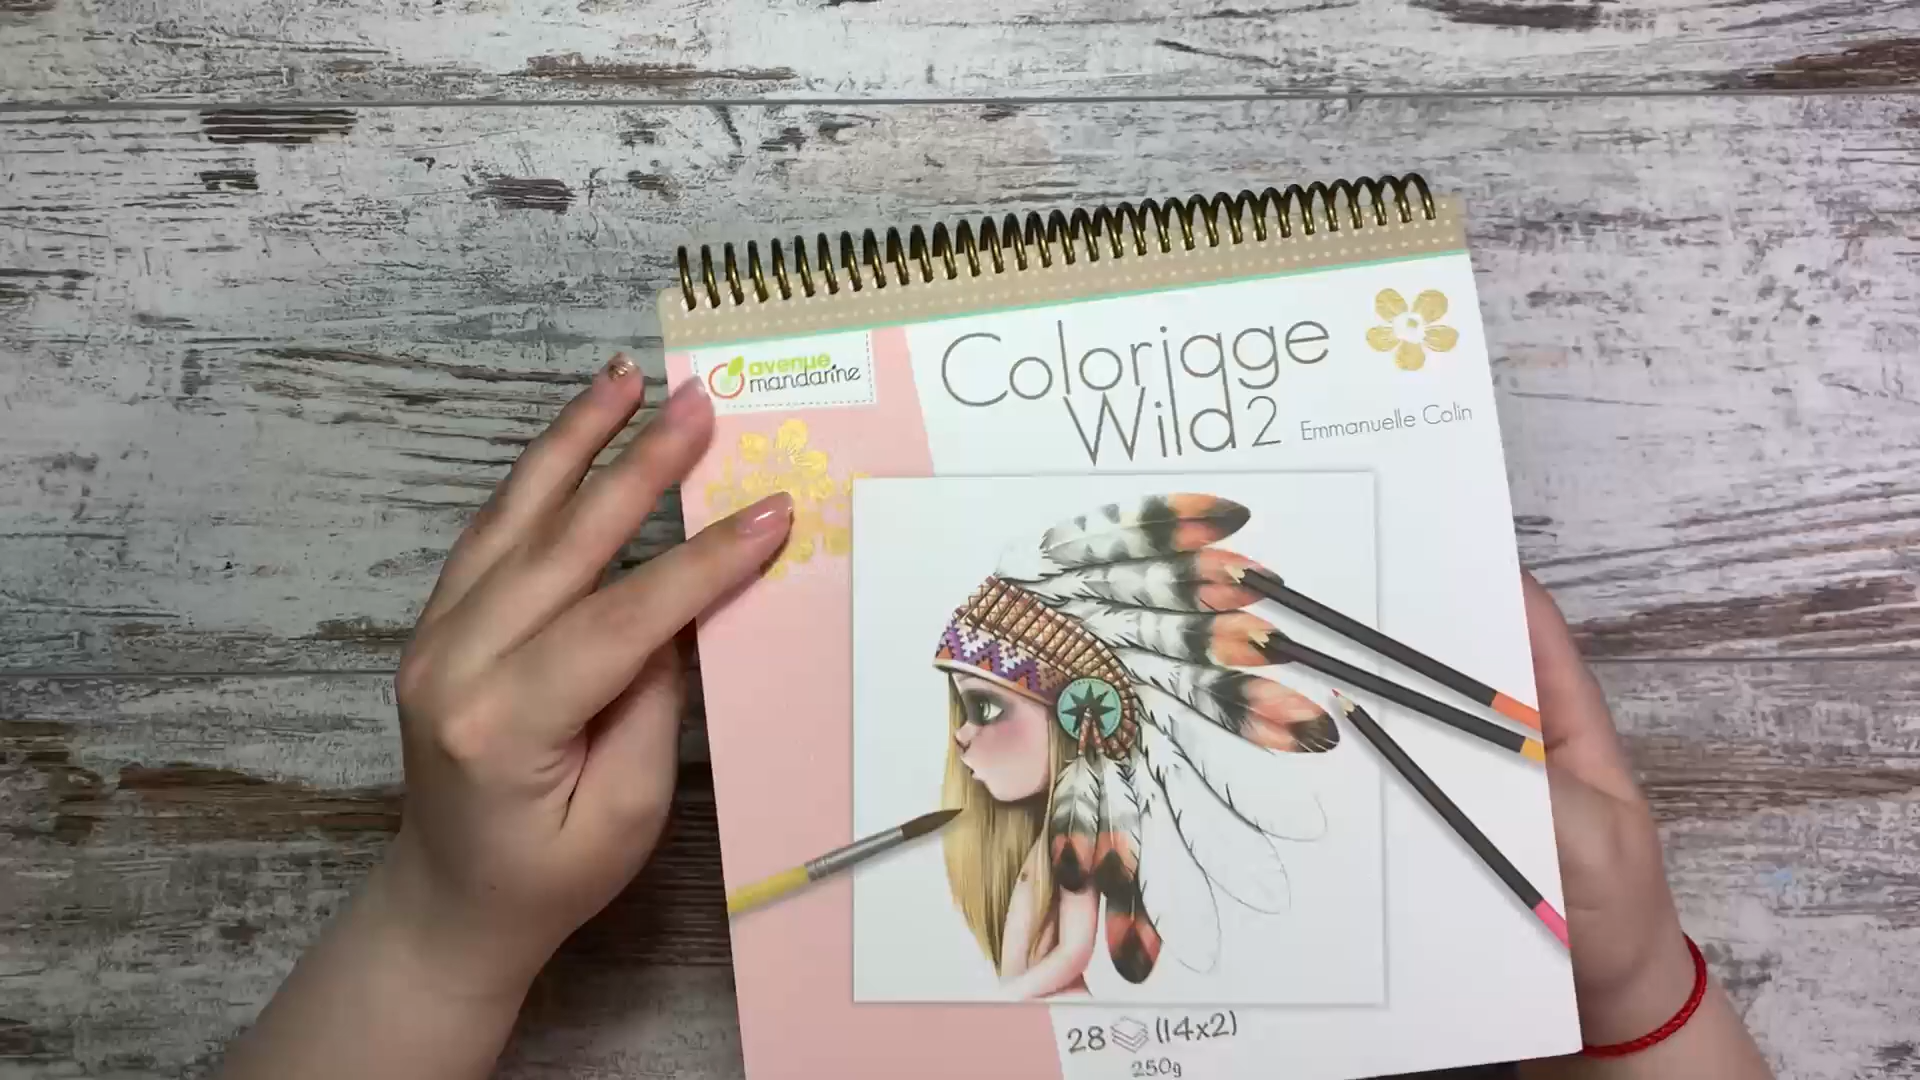 avenue
mandarine
Coloriage
Wild 2
Emmanuelle Colin
28 (14x2)
250g